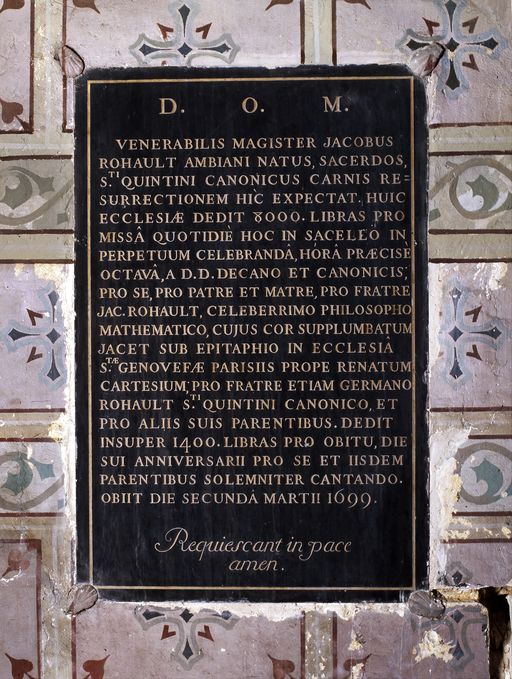 D. O. M.
VENERABILIS MAGISTER JACOBUS
ROHAULT AMBIANI NATUS, SACERDOS,
S.TI QUINTINI CANONICUS CARNIS RE=
SURRECTIONEM HIC EXPECTAT. HUIC
ECCLESIÆ DEDIT 8000. LIBRAS PRO
MISSÂ QUOTIDIÈ HOC IN SACELLO IN
PERPETUUM CELEBRANDÂ, HÓRÂ PRÆCISÈ
OCTAVÂ, A D.D. DECANO ET CANONICIS,
PRO SE, PRO PATRE ET MATRE, PRO FRATRE
JAC. ROHAULT, CELEBERRIMO PHILOSOPHO
MATHEMATICO, CUJUS COR SUPPLUMBATUM
JACET SUB EPITAPHIO IN ECCLESIÂ
S.TÆ GENOVEFÆ PARISIIS PROPE RENATUM
CARTESIUM, PRO FRATRE ETIAM GERMANO
ROHAULT S.TI QUINTINI CANONICO, ET
PRO ALIIS SUIS PARENTIBUS. DEDIT
INSUPER 1400. LIBRAS PRO OBITU, DIE
SUI ANNIVERSARII PRO SE ET IISDEM
PARENTIBUS SOLEMNITER CANTANDO.
OBIIT DIE SECUNDÂ MARTII 1699.
Requiescant in pace
amen.